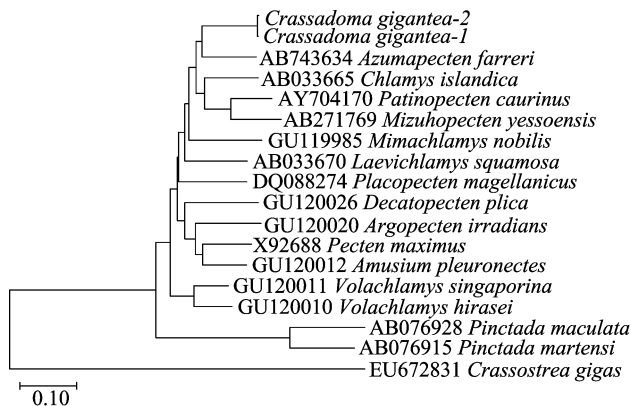 Crassadoma gigantea-2
Crassadoma gigantea-1
AB743634 Azumapecten farreri
AB033665 Chlamys islandica
AY704170 Patinopecten caurinus
AB271769 Mizuhopecten yessoensis
GU119985 Mimachlamys nobilis
AB033670 Laevichlamys squamosa
DQ088274 Placopecten magellanicus
GU120026 Decatopecten plica
GU120020 Argopecten irradians
X92688 Pecten maximus
GU120012 Amusium pleuronectes
GU120011 Volachlamys singaporina
GU120010 Volachlamys hirasei
AB076928 Pinctada maculata
AB076915 Pinctada martensi
EU672831 Crassostrea gigas
0.10